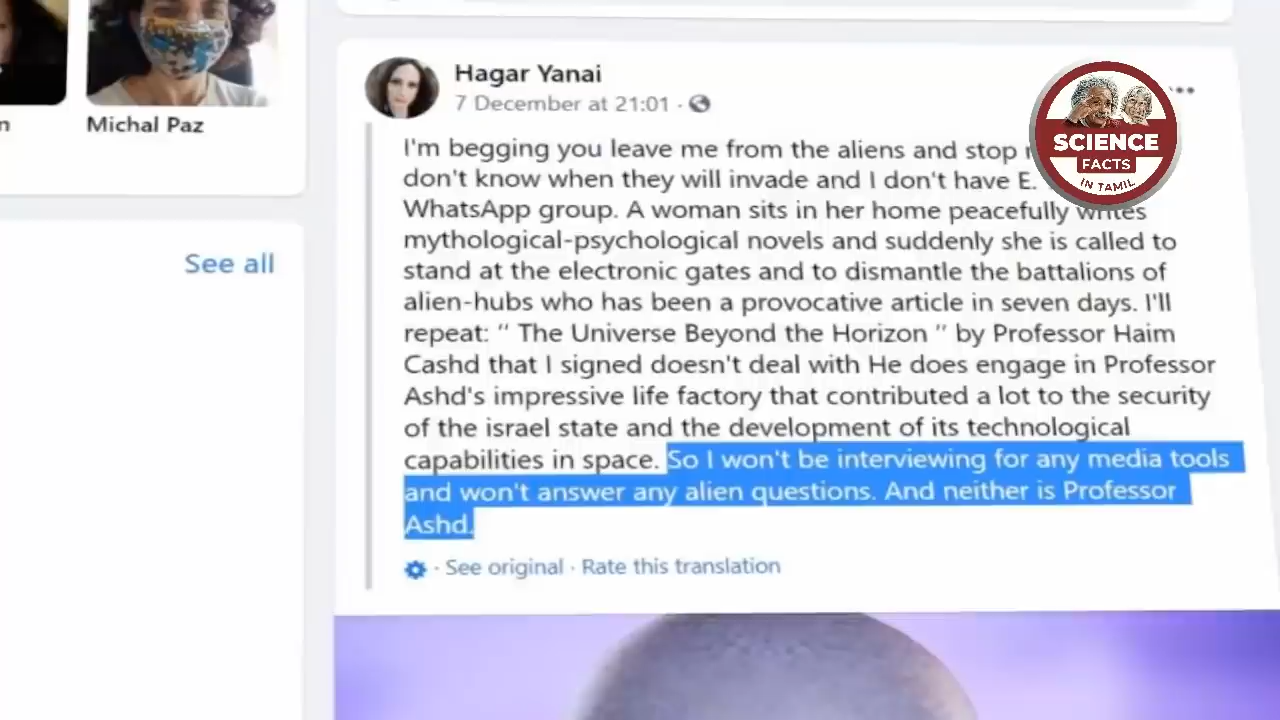 n
Michal Paz
See all
Hagar Yanai
7 December at 21:01 ·
I'm begging you leave me from the aliens and stop
don't know when they will invade and I don't have E.
WhatsApp group. A woman sits in her home peacefully writes
mythological-psychological novels and suddenly she is called to
stand at the electronic gates and to dismantle the battalions of
alien-hubs who has been a provocative article in seven days. I'll
repeat: “ The Universe Beyond the Horizon ” by Professor Haim
Cashd that I signed doesn't deal with He does engage in Professor
Ashd's impressive life factory that contributed a lot to the security
of the israel state and the development of its technological
capabilities in space. So I won't be interviewing for any media tools
and won't answer any alien questions. And neither is Professor
Ashd.
· See original · Rate this translation
SCIENCE
FACTS
IN TAMIL